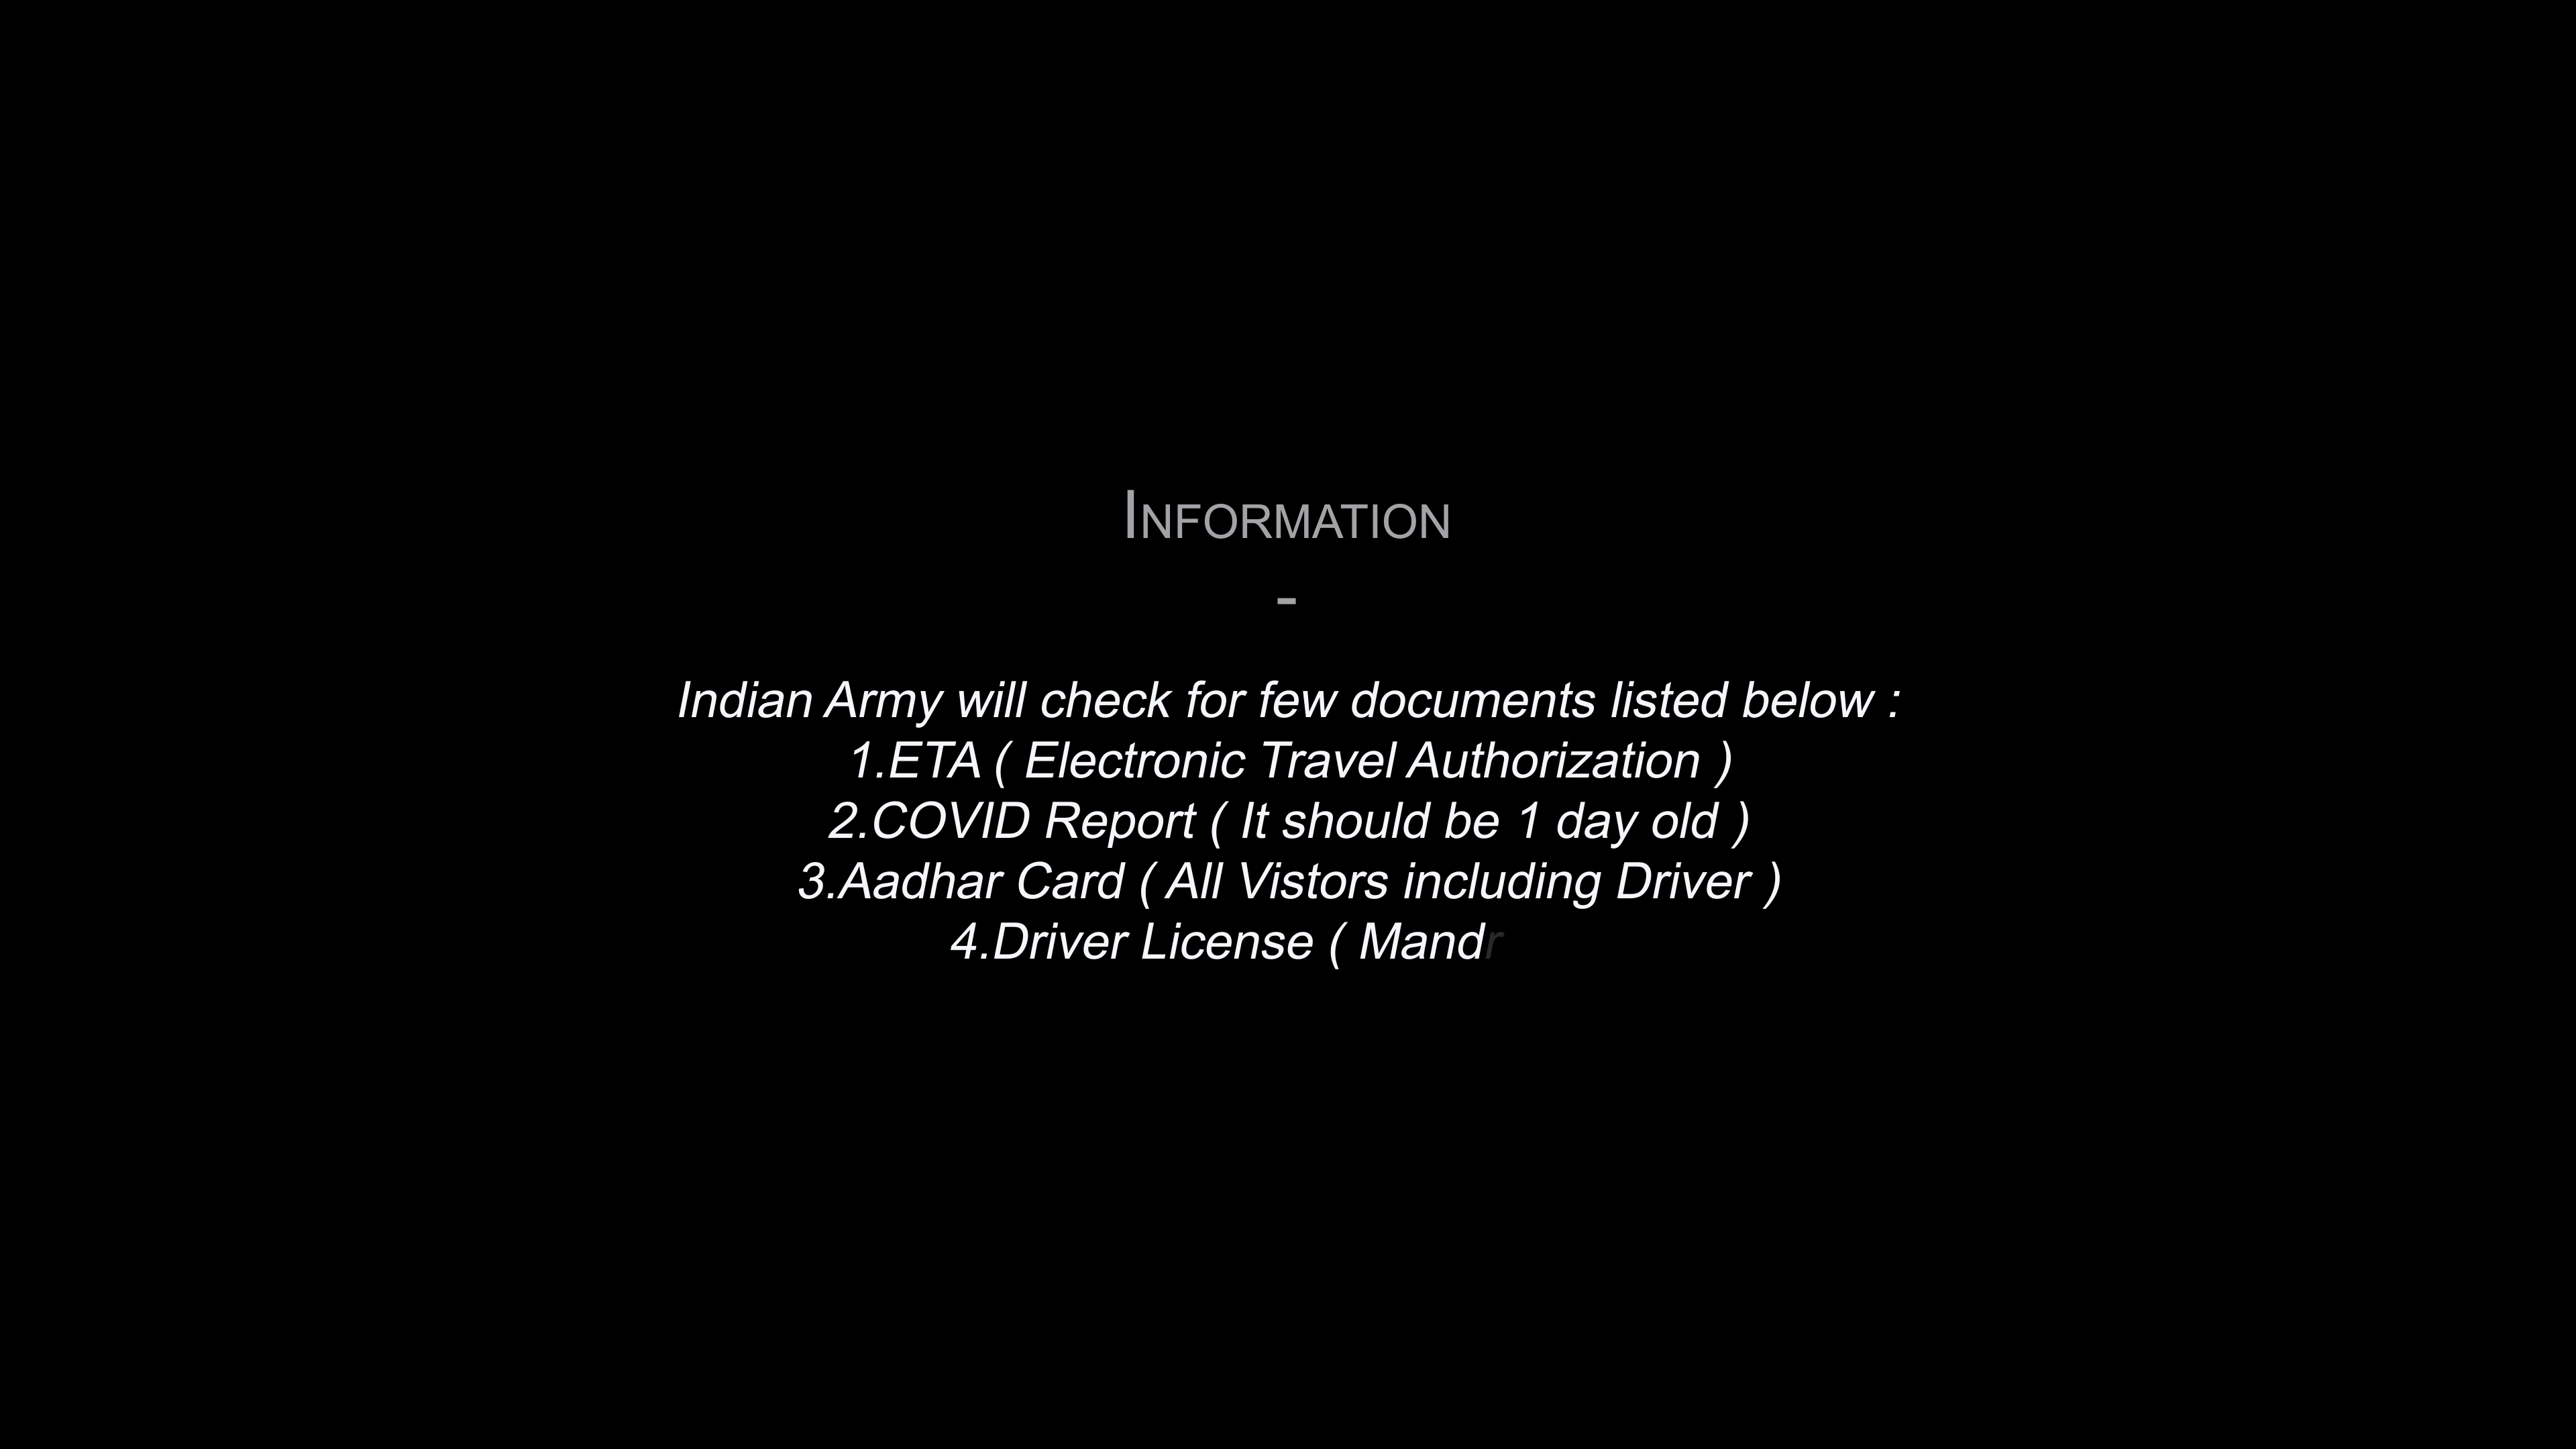 INFORMATION
-
Indian Army will check for few documents listed below :
1.ETA ( Electronic Travel Authorization )
2.COVID Report ( It should be 1 day old )
3.Aadhar Card ( All Vistors including Driver )
4.Driver License ( Mandr